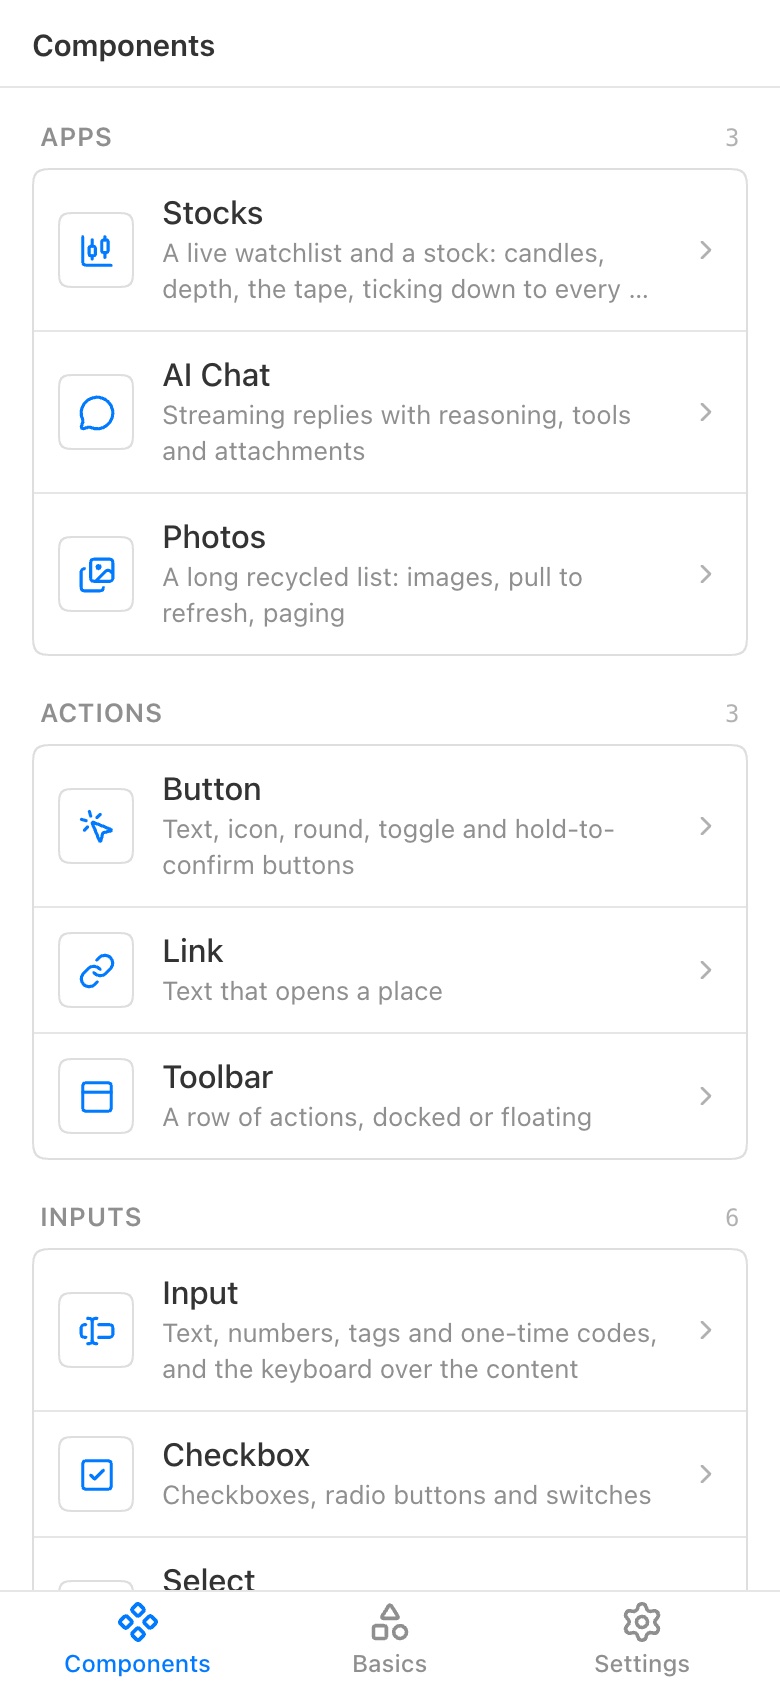 Components
APPS 3
Stocks
A live watchlist and a stock: candles,
depth, the tape, ticking down to every ...
AI Chat
Streaming replies with reasoning, tools
and attachments
Photos
A long recycled list: images, pull to
refresh, paging
ACTIONS 3
Button
Text, icon, round, toggle and hold-to-
confirm buttons
Link
Text that opens a place
Toolbar
A row of actions, docked or floating
INPUTS 6
Input
Text, numbers, tags and one-time codes,
and the keyboard over the content
Checkbox
Checkboxes, radio buttons and switches
Select
Components Basics Settings